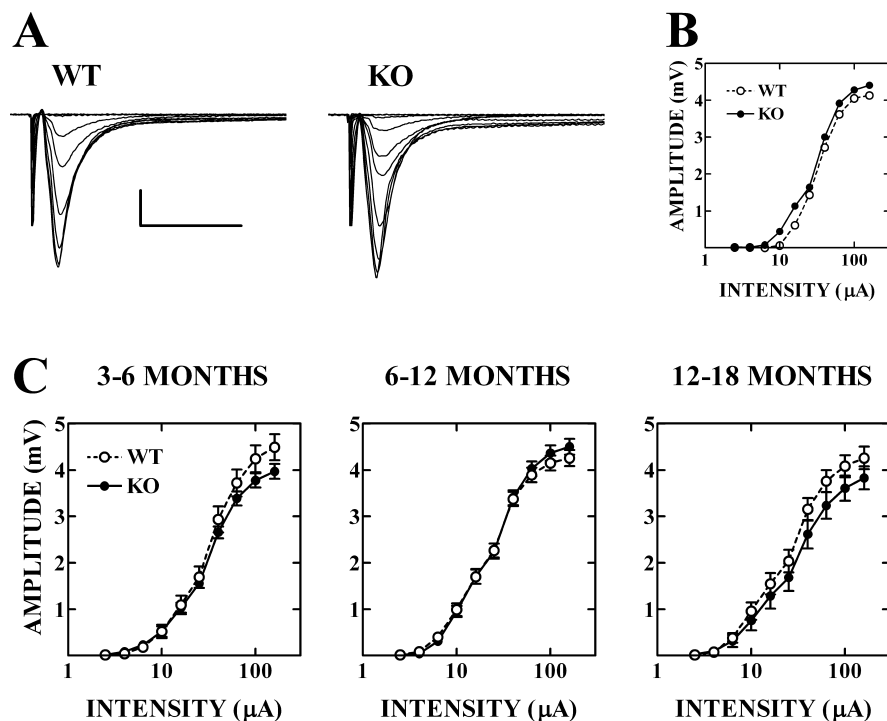 A
WT
KO
B
5
4
3
2
1
AMPLITUDE (mV)
WT
KO
1
10
100
INTENSITY (µA)
C
3-6 MONTHS
6-12 MONTHS
12-18 MONTHS
5
4
3
2
1
AMPLITUDE (mV)
WT
KO
1
10
100
INTENSITY (µA)
5
4
3
2
1
1
10
100
INTENSITY (µA)
5
4
3
2
1
1
10
100
INTENSITY (µA)